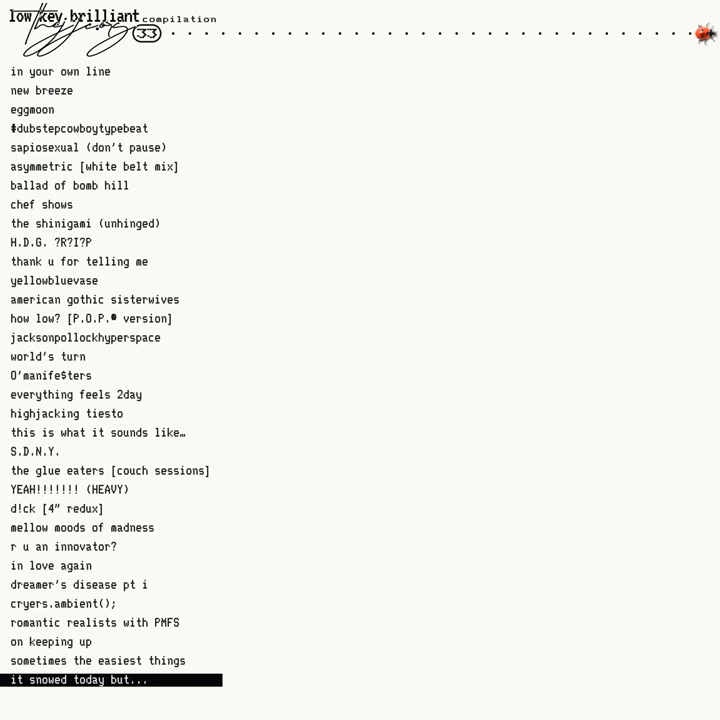 low key brilliant compilation
they.jcog
33
in your own line
new breeze
eggmoon
#dubstepcowboytypebeat
sapiosexual (don't pause)
asymmetric [white belt mix]
ballad of bomb hill
chef shows
the shinigami (unhinged)
H.D.G. ?R?I?P
thank u for telling me
yellowbluevase
american gothic sisterwives
how low? [P.O.P.® version]
jacksonpollockhyperspace
world's turn
O'manife$ters
everything feels 2day
highjacking tiesto
this is what it sounds like…
S.D.N.Y.
the glue eaters [couch sessions]
YEAH!!!!!!! (HEAVY)
d!ck [4” redux]
mellow moods of madness
r u an innovator?
in love again
dreamer's disease pt i
cryers.ambient();
romantic realists with PMFS
on keeping up
sometimes the easiest things
it snowed today but...